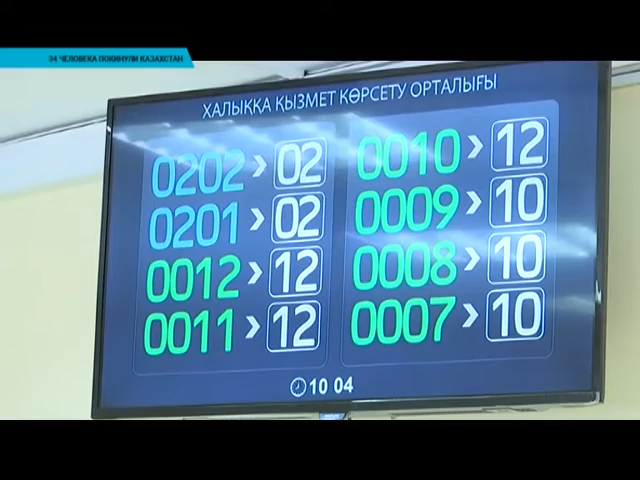 34 ЧЕЛОВЕКА ПОКИНУЛИ КАЗАХСТАН
ХАЛЫҚҚА ҚЫЗМЕТ КӨРСЕТУ ОРТАЛЫҒЫ
0202 > 02
0201 > 02
0012 > 12
0011 > 12
0010 > 12
0009 > 10
0008 > 10
0007 > 10
10 04